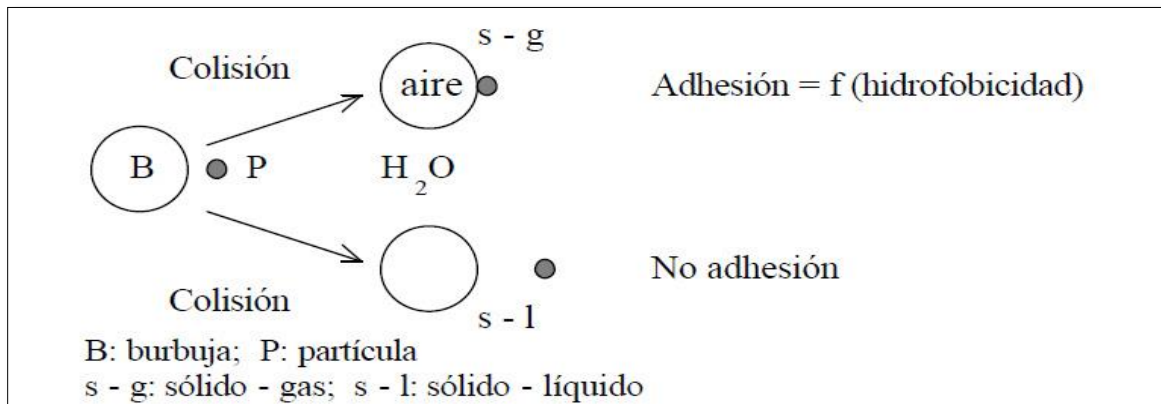 s - g
Colisión
aire
Adhesión = f (hidrofobicidad)
B
P
H₂O
No adhesión
Colisión
s - l
B: burbuja; P: partícula
s - g: sólido - gas; s - l: sólido - líquido